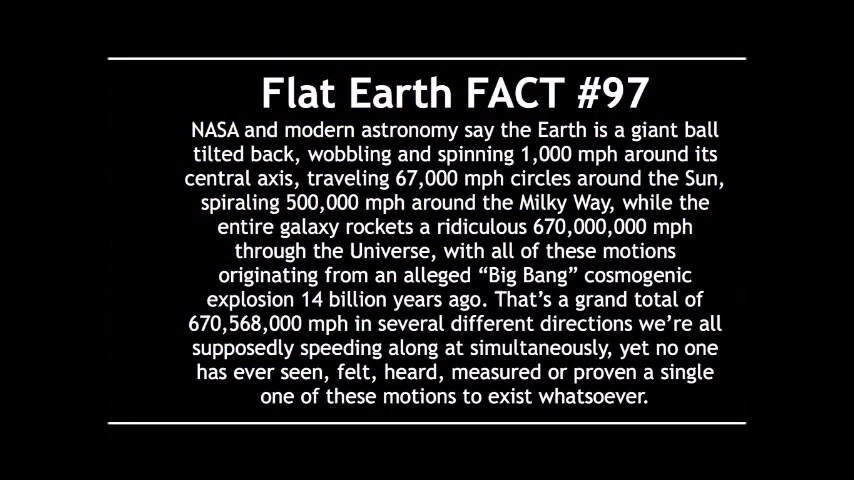 Flat Earth FACT #97
NASA and modern astronomy say the Earth is a giant ball
tilted back, wobbling and spinning 1,000 mph around its
central axis, traveling 67,000 mph circles around the Sun,
spiraling 500,000 mph around the Milky Way, while the
entire galaxy rockets a ridiculous 670,000,000 mph
through the Universe, with all of these motions
originating from an alleged “Big Bang” cosmogenic
explosion 14 billion years ago. That’s a grand total of
670,568,000 mph in several different directions we’re all
supposedly speeding along at simultaneously, yet no one
has ever seen, felt, heard, measured or proven a single
one of these motions to exist whatsoever.